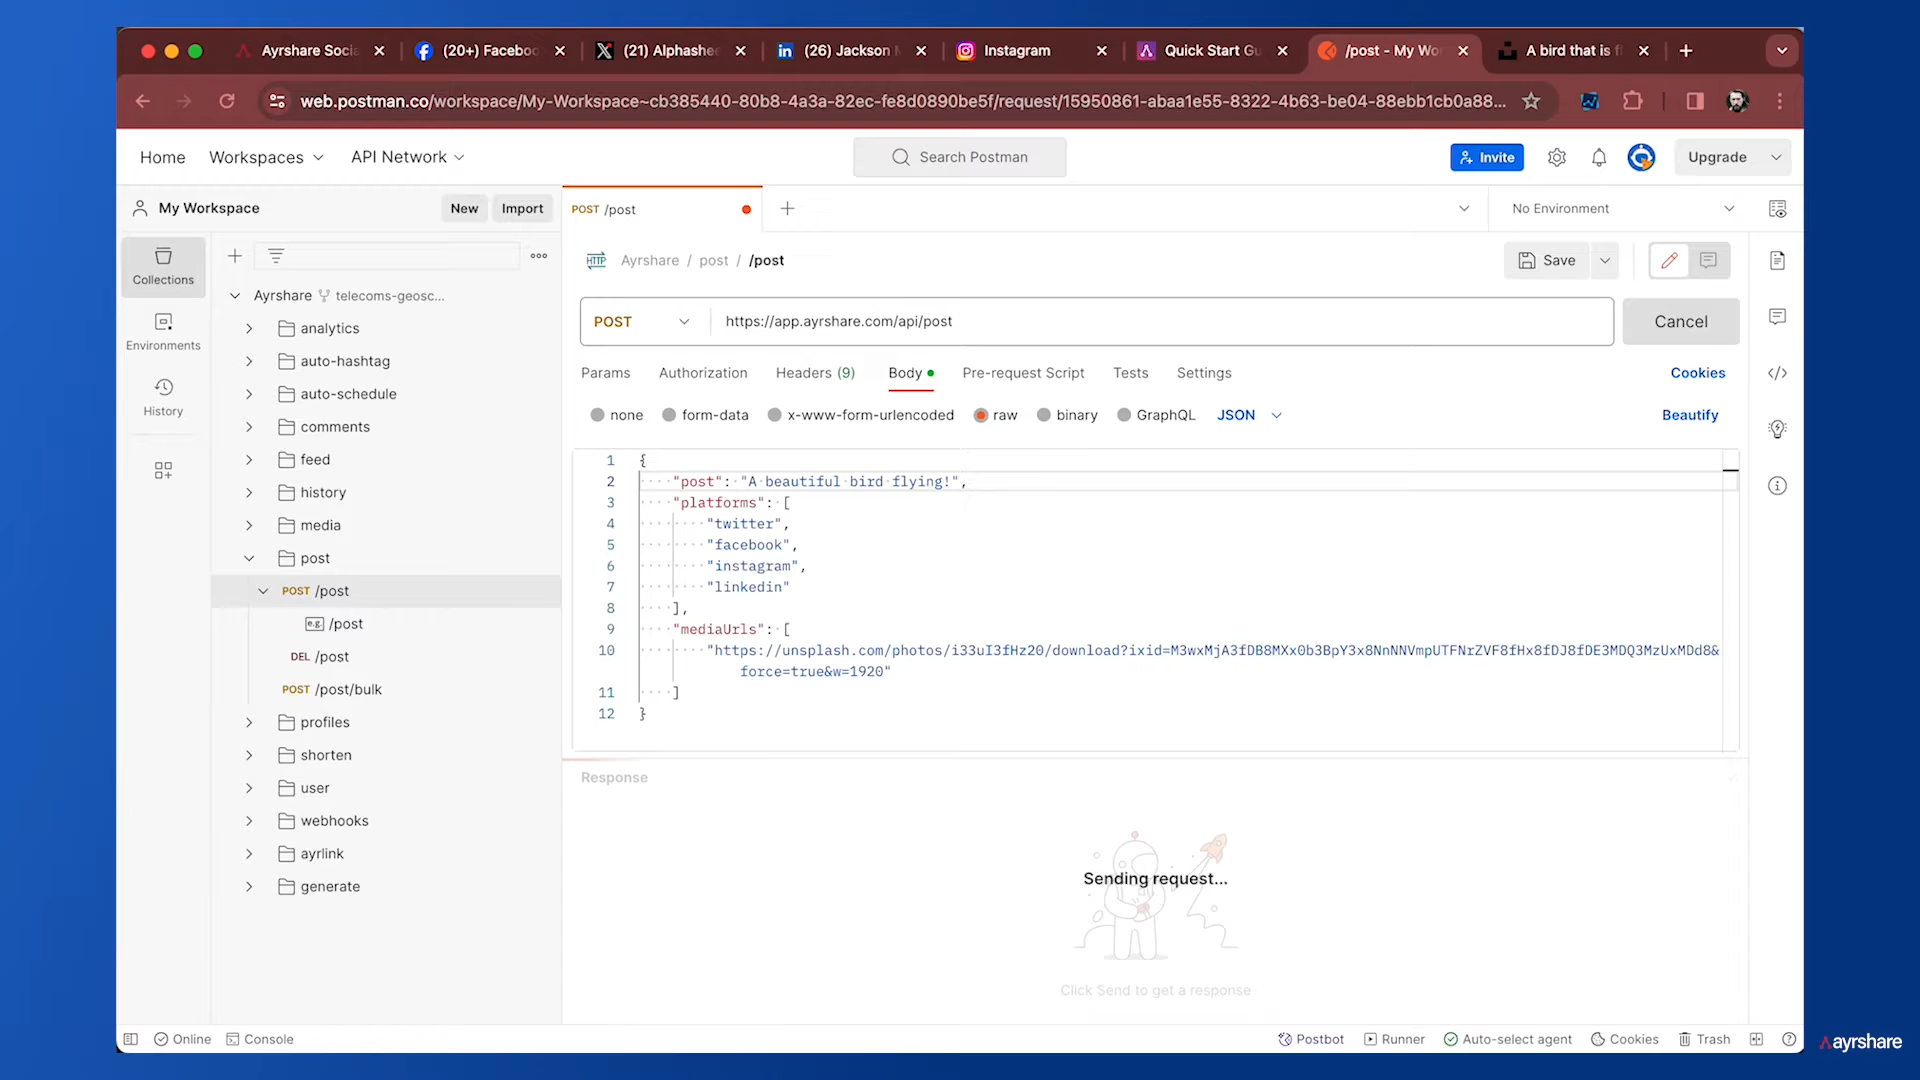 Ayrshare Socia
(20+) Faceboo
(21) Alphashee
(26) Jackson
Instagram
Quick Start Gu
/post - My Wo
A bird that is f
web.postman.co/workspace/My-Workspace~cb385440-80b8-4a3a-82ec-fe8d0890be5f/request/15950861-abaa1e55-8322-4b63-be04-88ebb1cb0a88...
Home
Workspaces
API Network
Search Postman
Invite
Upgrade
My Workspace
New
Import
POST /post
No Environment
Collections
Environments
History
Ayrshare
telecoms-geosc...
analytics
auto-hashtag
auto-schedule
comments
feed
history
media
post
POST /post
e.g. /post
DEL /post
POST /post/bulk
profiles
shorten
user
webhooks
ayrlink
generate
HTTP Ayrshare / post / /post
Save
POST
https://app.ayrshare.com/api/post
Cancel
Params
Authorization
Headers (9)
Body
Pre-request Script
Tests
Settings
Cookies
none
form-data
x-www-form-urlencoded
raw
binary
GraphQL
JSON
Beautify
1 {
2 "post": "A beautiful bird flying!",
3 "platforms": [
4 "twitter",
5 "facebook",
6 "instagram",
7 "linkedin"
8 ],
9 "mediaUrls": [
10 "https://unsplash.com/photos/i33uI3fHz20/download?ixid=M3wxMjA3fDB8MXx0b3BpY3x8NnNNVmpUTFNrZVF8fHx8fDJ8fDE3MDQ3MzUxMDd8&
force=true&w=1920"
11 ]
12 }
Response
Sending request...
Click Send to get a response
Online
Console
Postbot
Runner
Auto-select agent
Cookies
Trash
ayrshare